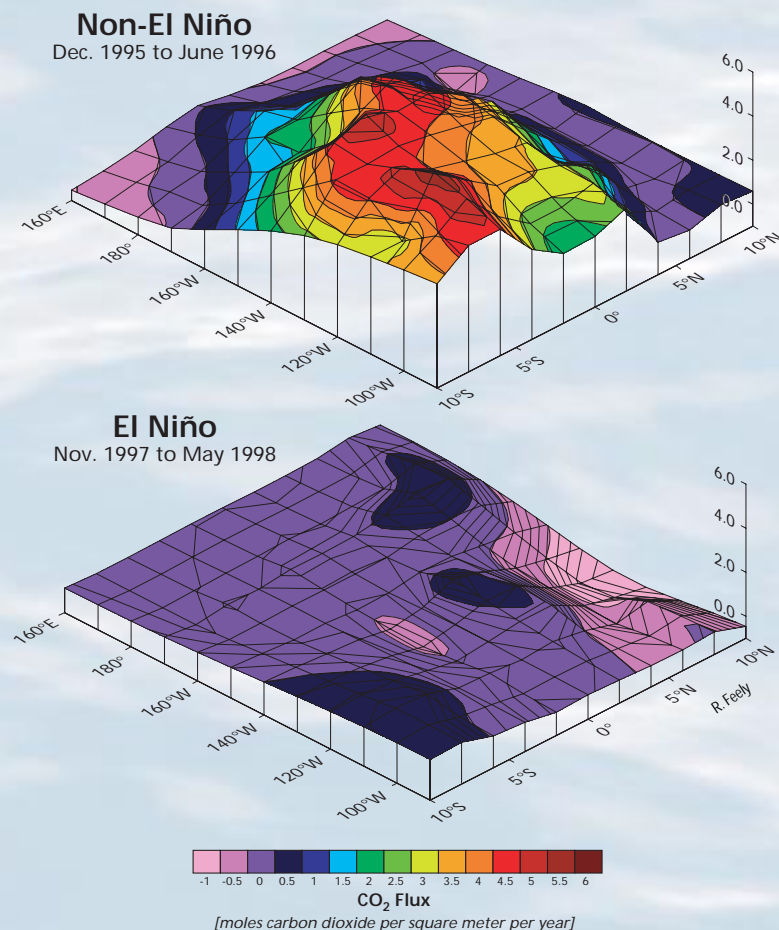 Non-El Niño
Dec. 1995 to June 1996
6.0
4.0
2.0
0.0
160°E
180°
160°W
140°W
120°W
100°W
10°S
5°S
0°
5°N
10°N
El Niño
Nov. 1997 to May 1998
6.0
4.0
2.0
0.0
160°E
180°
160°W
140°W
120°W
100°W
10°S
5°S
0°
5°N
10°N
R. Feely
-1 -0.5 0 0.5 1 1.5 2 2.5 3 3.5 4 4.5 5 5.5 6
CO₂ Flux
[moles carbon dioxide per square meter per year]